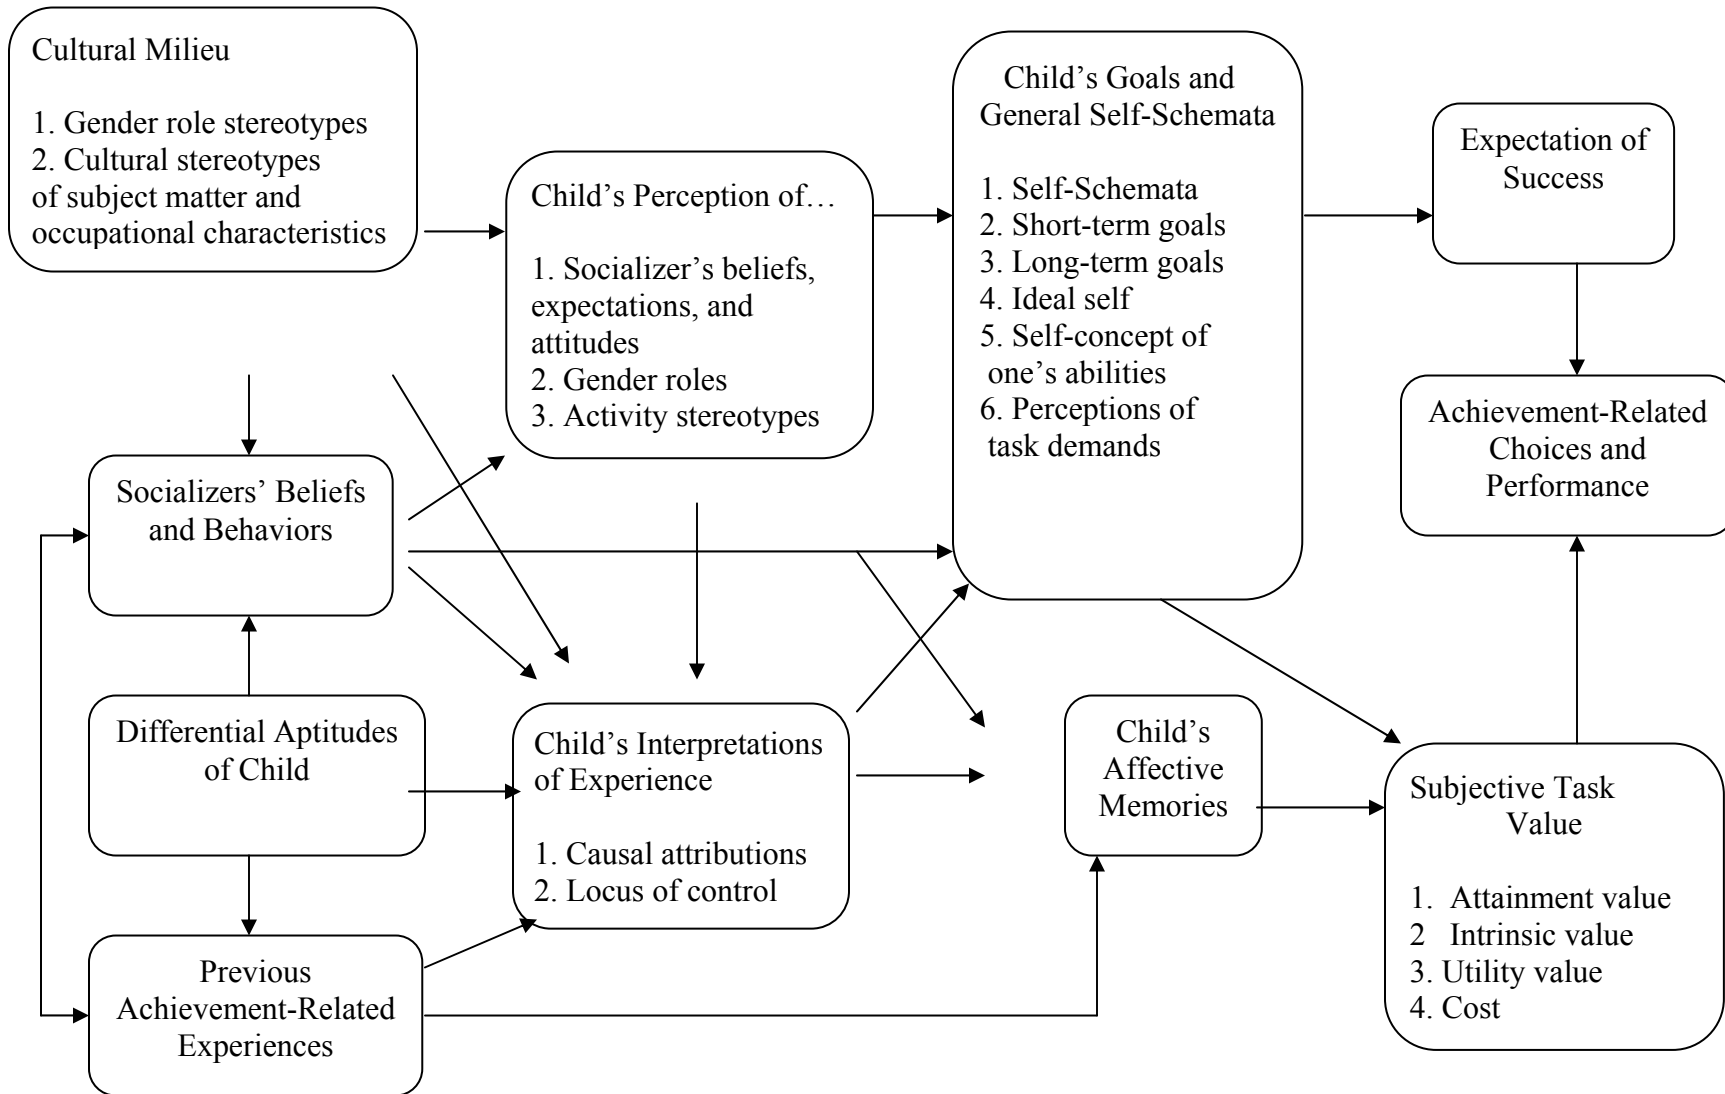 Cultural Milieu
1. Gender role stereotypes
2. Cultural stereotypes
of subject matter and
occupational characteristics
Child’s Perception of…
1. Socializer’s beliefs,
expectations, and
attitudes
2. Gender roles
3. Activity stereotypes
Child’s Goals and
General Self-Schemata
1. Self-Schemata
2. Short-term goals
3. Long-term goals
4. Ideal self
5. Self-concept of
one’s abilities
6. Perceptions of
task demands
Expectation of
Success
Achievement-Related
Choices and
Performance
Socializers’ Beliefs
and Behaviors
Differential Aptitudes
of Child
Previous
Achievement-Related
Experiences
Child’s Interpretations
of Experience
1. Causal attributions
2. Locus of control
Child’s
Affective
Memories
Subjective Task
Value
1. Attainment value
2 Intrinsic value
3. Utility value
4. Cost